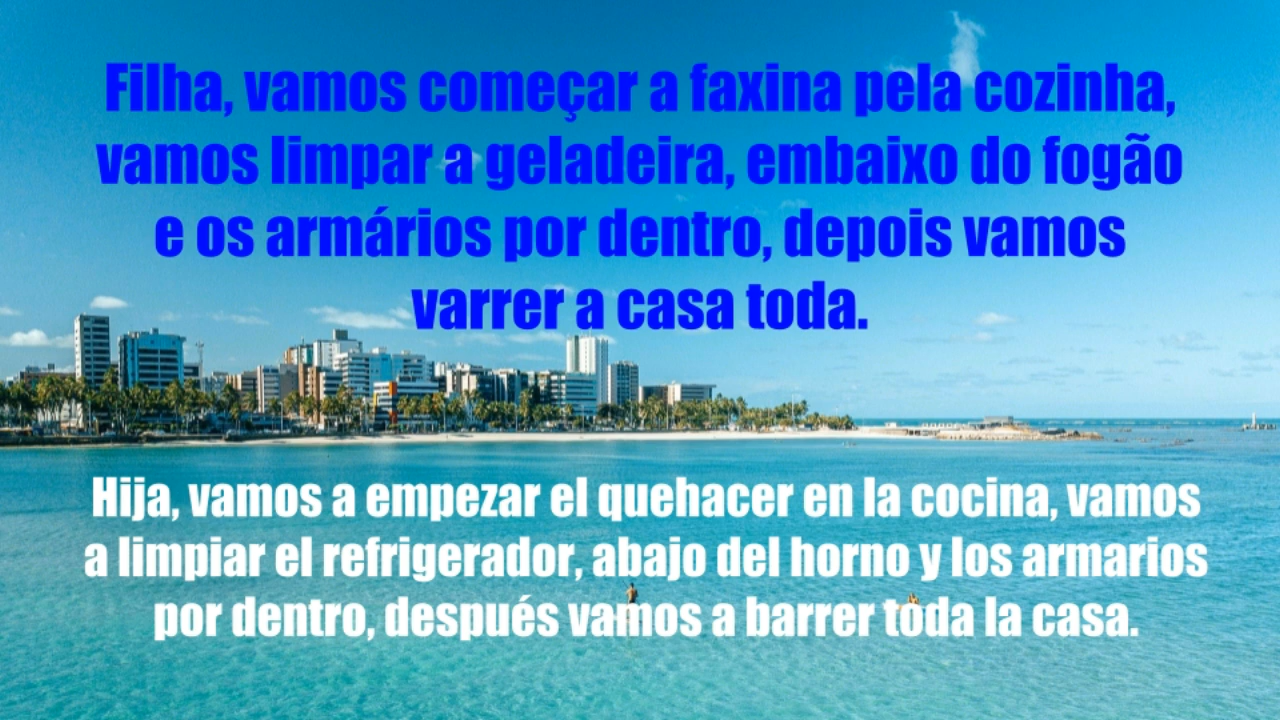 Filha, vamos começar a faxina pela cozinha,
vamos limpar a geladeira, embaixo do fogão
e os armários por dentro, depois vamos
varrer a casa toda.
Hija, vamos a empezar el quehacer en la cocina, vamos
a limpiar el refrigerador, abajo del horno y los armarios
por dentro, después vamos a barrer toda la casa.